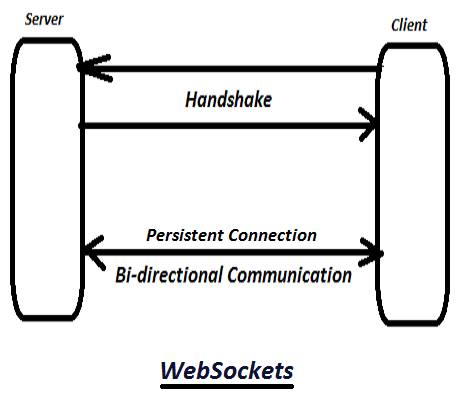 Server
Client
Handshake
Persistent Connection
Bi-directional Communication
WebSockets